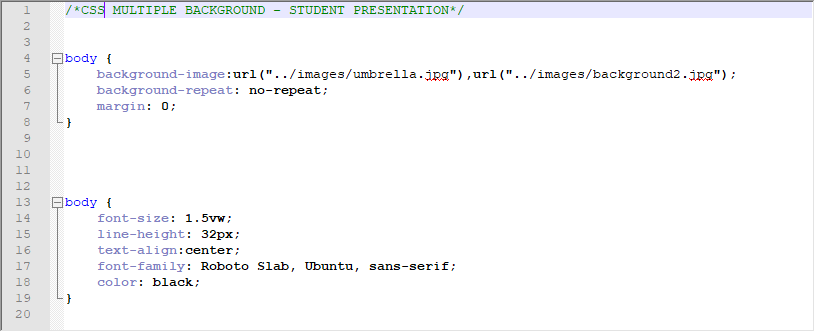 1 /*CSS MULTIPLE BACKGROUND - STUDENT PRESENTATION*/
2
3
4 body {
5 background-image:url("../images/umbrella.jpg"),url("../images/background2.jpg");
6 background-repeat: no-repeat;
7 margin: 0;
8 }
9
10
11
12
13 body {
14 font-size: 1.5vw;
15 line-height: 32px;
16 text-align:center;
17 font-family: Roboto Slab, Ubuntu, sans-serif;
18 color: black;
19 }
20